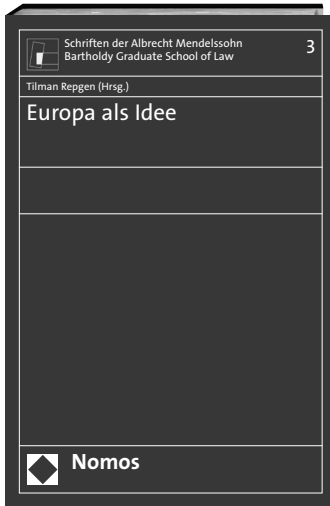 Schriften der Albrecht Mendelssohn
Bartholdy Graduate School of Law
3
Tilman Repgen (Hrsg.)
Europa als Idee
Nomos